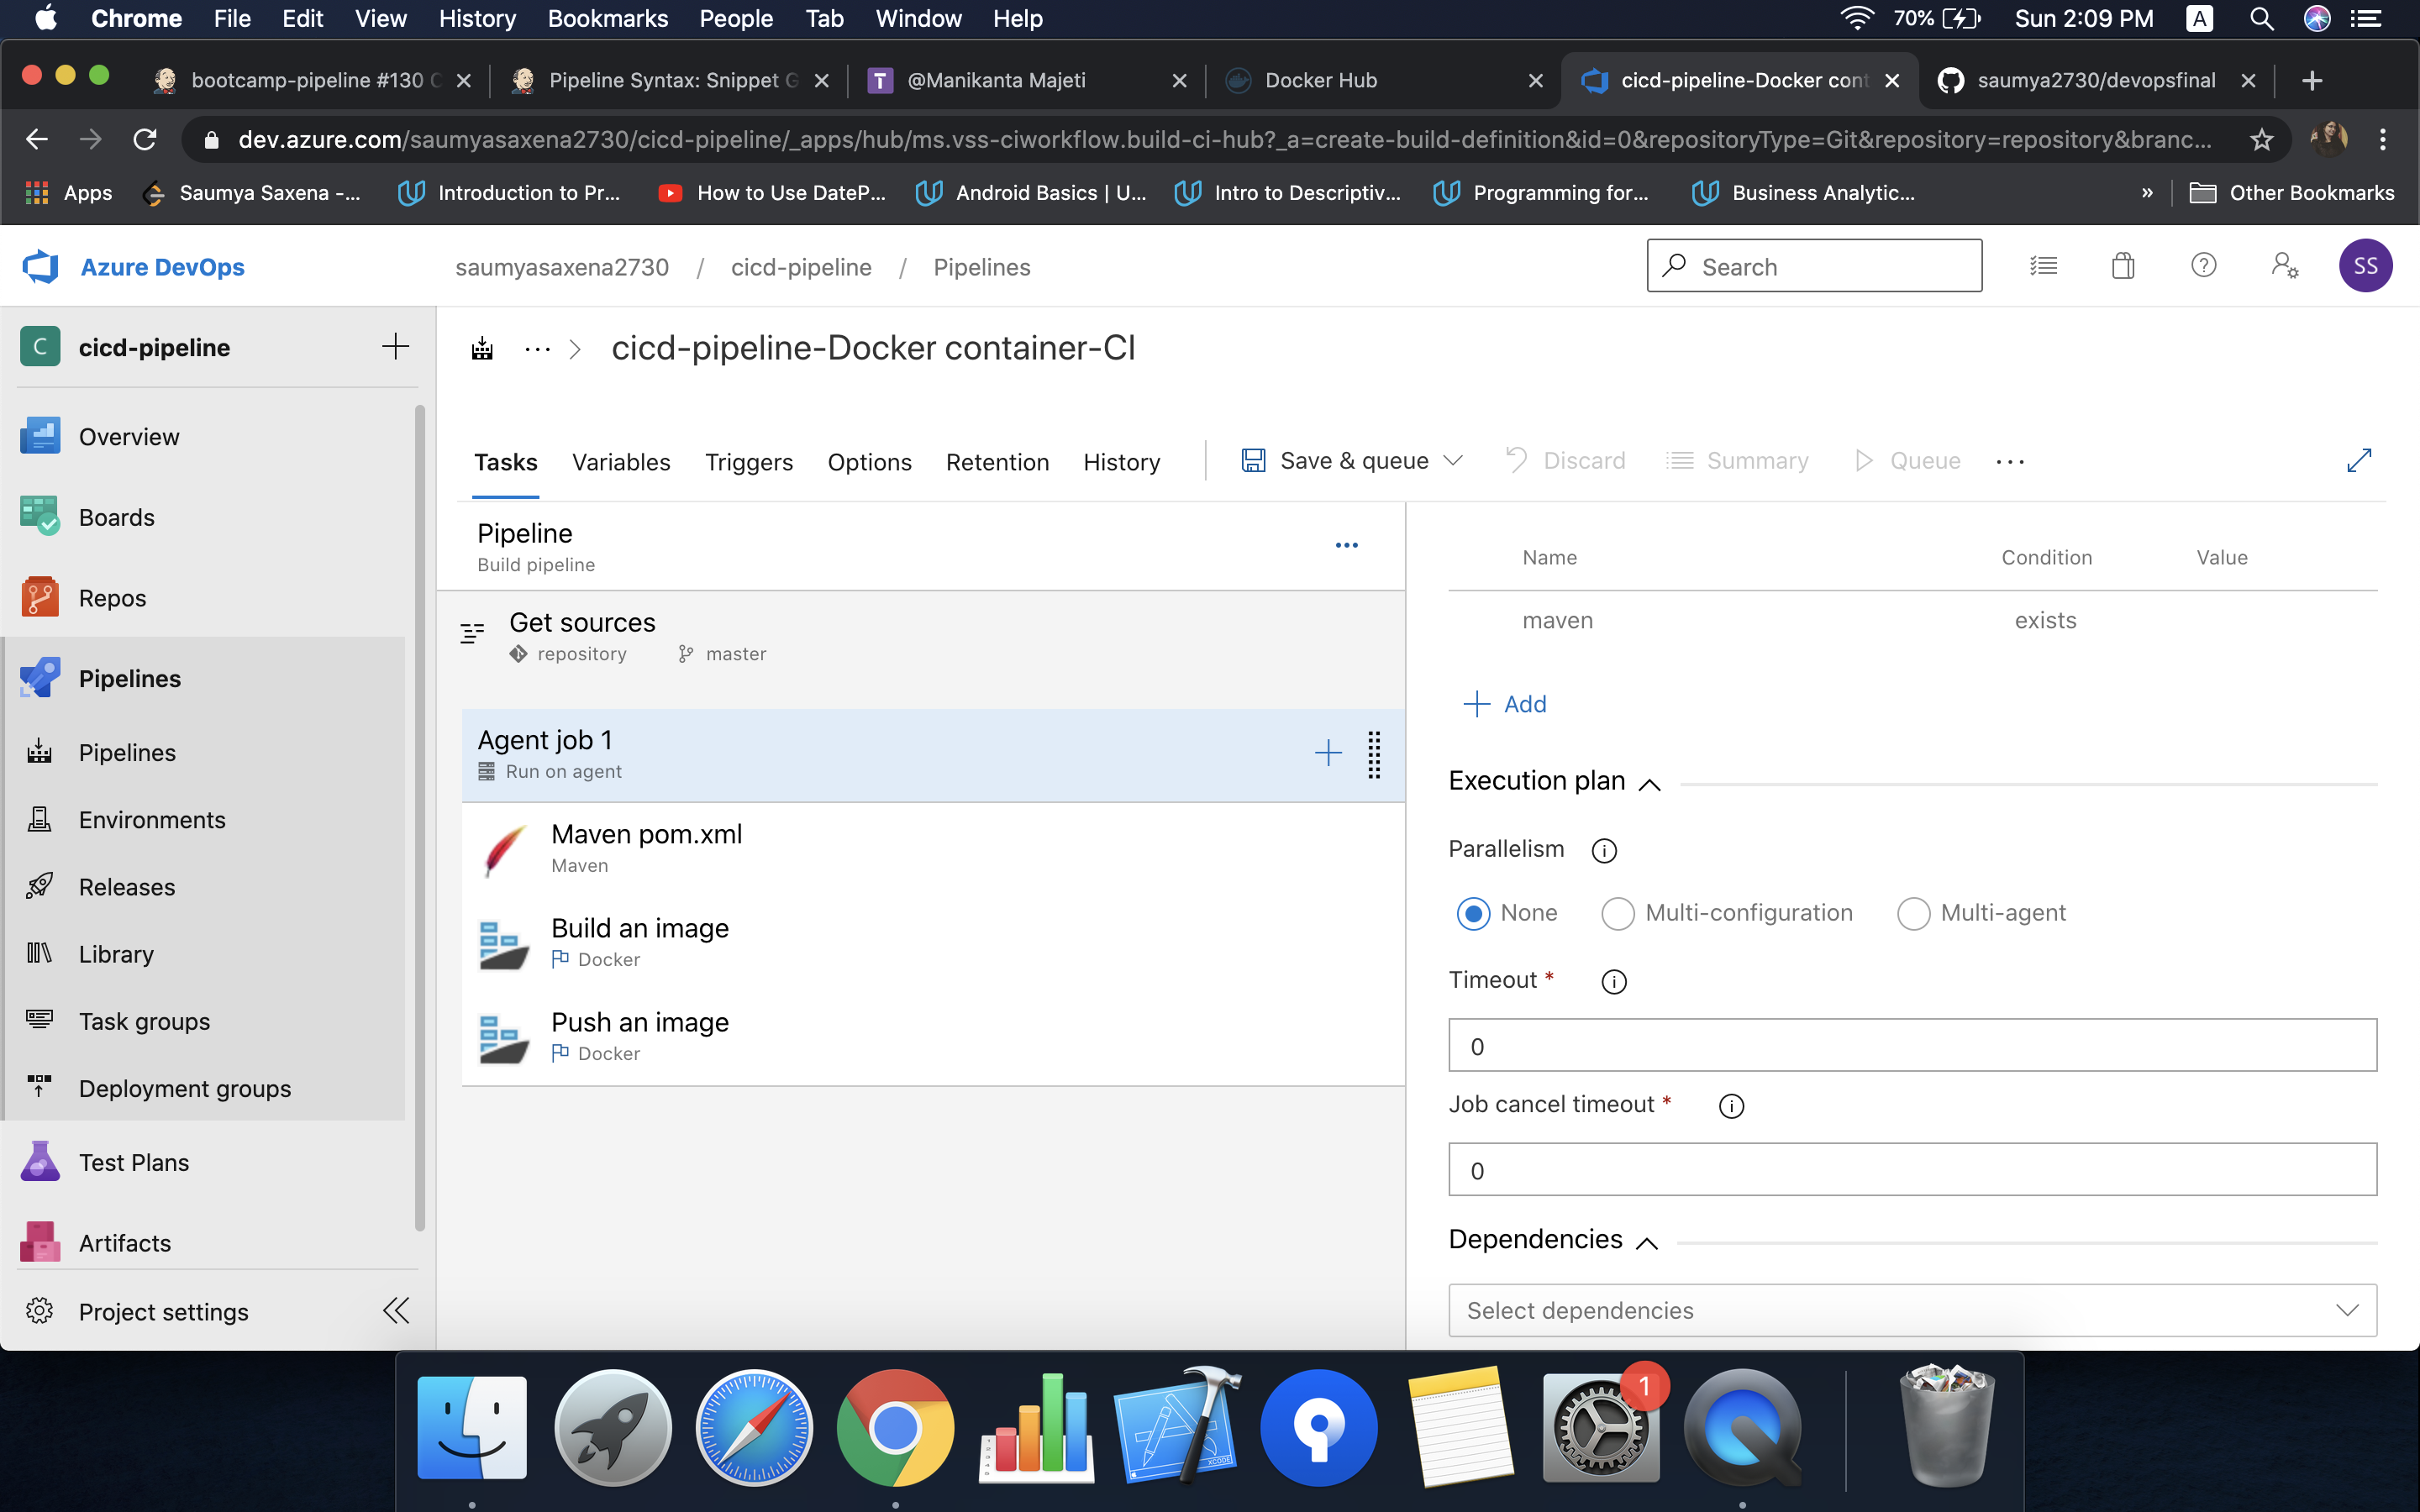 Chrome File Edit View History Bookmarks People Tab Window Help 70% Sun 2:09 PM A
bootcamp-pipeline #130 C Pipeline Syntax: Snippet G T @Manikanta Majeti Docker Hub cicd-pipeline-Docker cont saumya2730/devopsfinal
dev.azure.com/saumyasaxena2730/cicd-pipeline/_apps/hub/ms.vss-ciworkflow.build-ci-hub?_a=create-build-definition&id=0&repositoryType=Git&repository=repository&branc...
Apps Saumya Saxena -... Introduction to Pr... How to Use DateP... Android Basics | U... Intro to Descriptiv... Programming for... Business Analytic... » Other Bookmarks
Azure DevOps saumyasaxena2730 / cicd-pipeline / Pipelines Search SS
C cicd-pipeline
Overview
Boards
Repos
Pipelines
Pipelines
Environments
Releases
Library
Task groups
Deployment groups
Test Plans
Artifacts
Project settings
... > cicd-pipeline-Docker container-CI
Tasks Variables Triggers Options Retention History Save & queue Discard Summary Queue ...
Pipeline
Build pipeline
Get sources
repository master
Agent job 1
Run on agent
Maven pom.xml
Maven
Build an image
Docker
Push an image
Docker
Name Condition Value
maven exists
Add
Execution plan
Parallelism
None Multi-configuration Multi-agent
Timeout *
0
Job cancel timeout *
0
Dependencies
Select dependencies
XCODE
1